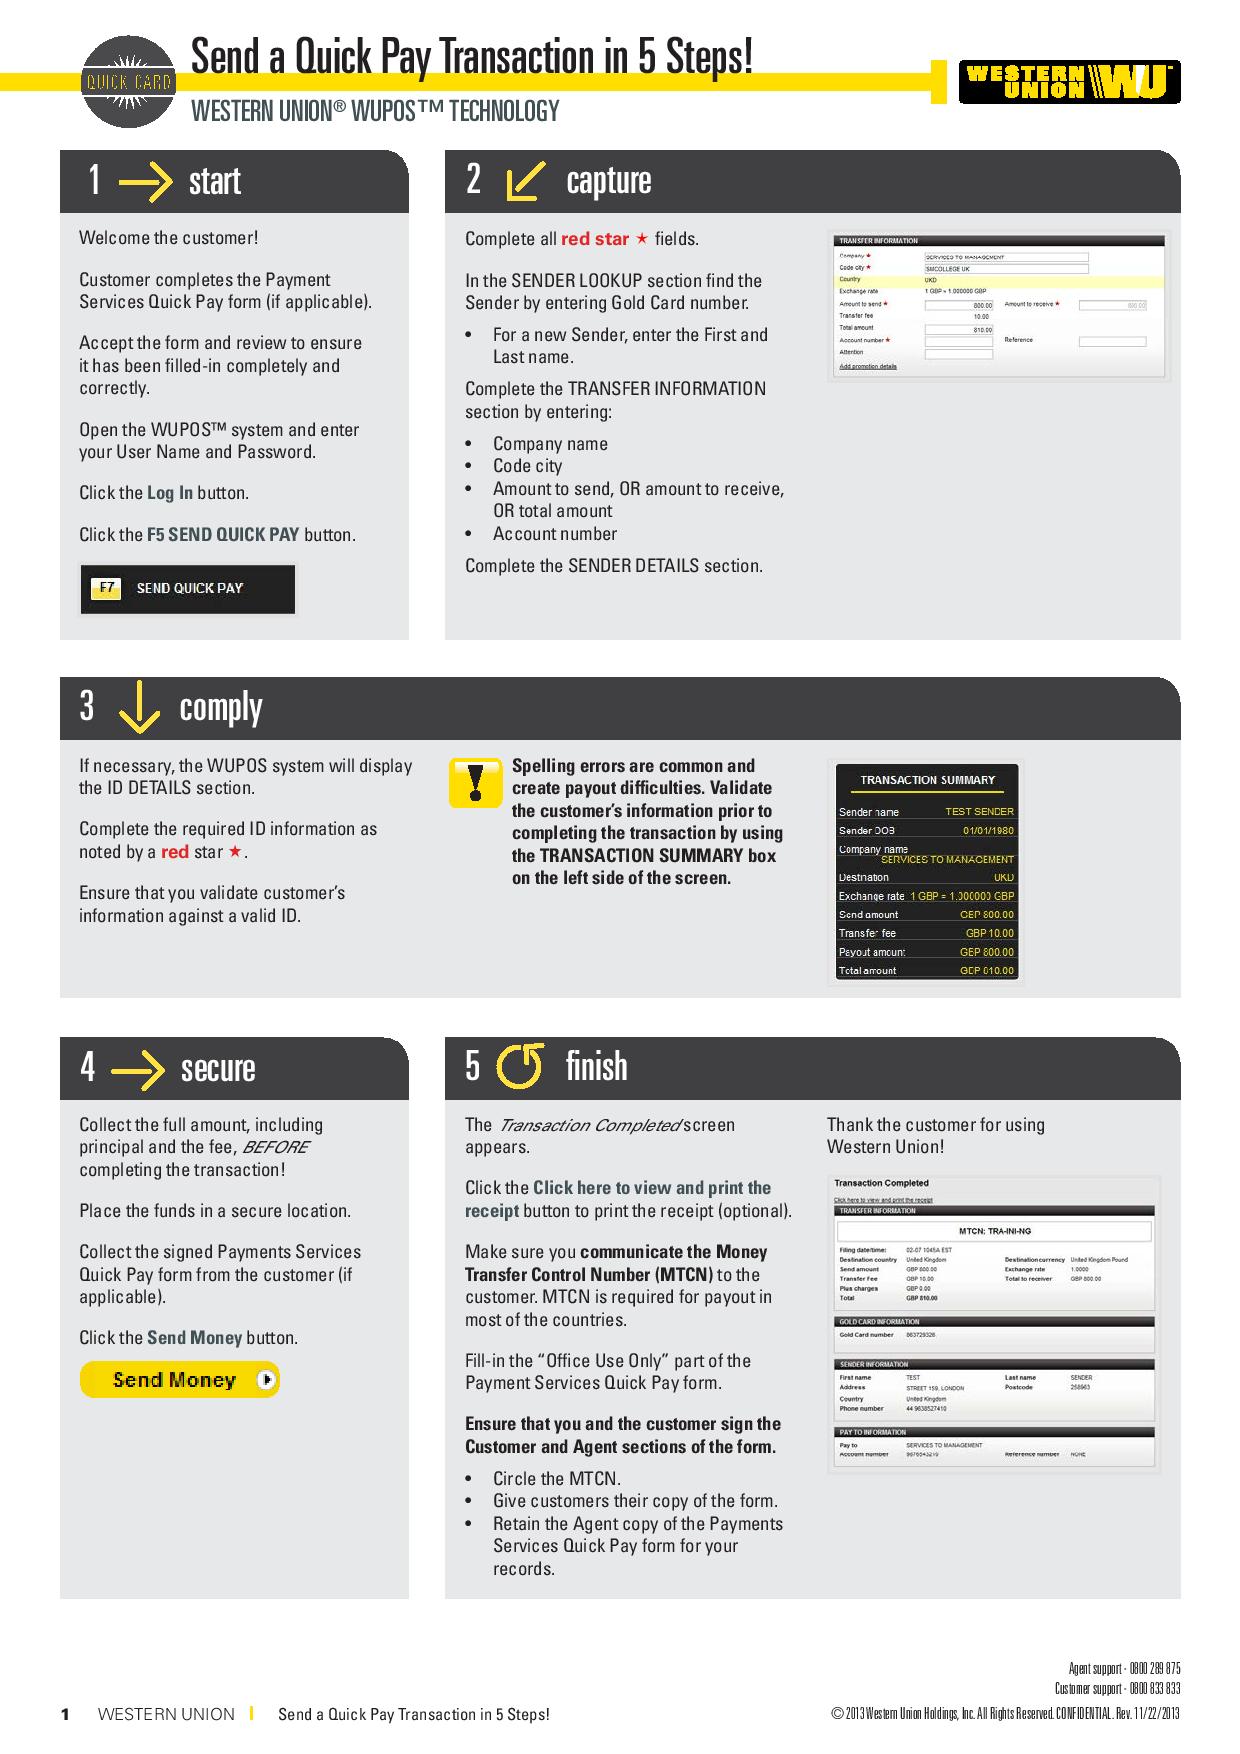 Send a Quick Pay Transaction in 5 Steps!
QUICK CARD
WESTERN UNION® WUPOS™ TECHNOLOGY
WESTERN
UNION WU
1 start
Welcome the customer!
Customer completes the Payment
Services Quick Pay form (if applicable).
Accept the form and review to ensure
it has been filled-in completely and
correctly.
Open the WUPOS™ system and enter
your User Name and Password.
Click the Log In button.
Click the F5 SEND QUICK PAY button.
F7 SEND QUICK PAY
2 capture
Complete all red star ★ fields.
In the SENDER LOOKUP section find the
Sender by entering Gold Card number.
• For a new Sender, enter the First and
Last name.
Complete the TRANSFER INFORMATION
section by entering:
• Company name
• Code city
• Amount to send, OR amount to receive,
OR total amount
• Account number
Complete the SENDER DETAILS section.
TRANSFER INFORMATION
Company ★ SERVICES TO MANAGEMENT
Code city ★ SMCOLLEGE UK
Country UKD
Exchange rate 1 GBP = 1.000000 GBP
Amount to send ★ 800.00 Amount to receive ★ 800.00
Transfer fee 10.00
Total amount 810.00
Account number ★ Reference
Attention
Add promotion details
3 comply
If necessary, the WUPOS system will display
the ID DETAILS section.
Complete the required ID information as
noted by a red star ★.
Ensure that you validate customer’s
information against a valid ID.
Spelling errors are common and
create payout difficulties. Validate
the customer’s information prior to
completing the transaction by using
the TRANSACTION SUMMARY box
on the left side of the screen.
TRANSACTION SUMMARY
Sender name TEST SENDER
Sender DOB 01/01/1980
Company name
SERVICES TO MANAGEMENT
Destination UKD
Exchange rate 1 GBP = 1.000000 GBP
Send amount GBP 800.00
Transfer fee GBP 10.00
Payout amount GBP 800.00
Total amount GBP 810.00
4 secure
Collect the full amount, including
principal and the fee, BEFORE
completing the transaction!
Place the funds in a secure location.
Collect the signed Payments Services
Quick Pay form from the customer (if
applicable).
Click the Send Money button.
Send Money
5 finish
The Transaction Completed screen
appears.
Click the Click here to view and print the
receipt button to print the receipt (optional).
Make sure you communicate the Money
Transfer Control Number (MTCN) to the
customer. MTCN is required for payout in
most of the countries.
Fill-in the “Office Use Only” part of the
Payment Services Quick Pay form.
Ensure that you and the customer sign the
Customer and Agent sections of the form.
• Circle the MTCN.
• Give customers their copy of the form.
• Retain the Agent copy of the Payments
Services Quick Pay form for your
records.
Thank the customer for using
Western Union!
Transaction Completed
Click here to view and print the receipt
TRANSFER INFORMATION
MTCN: TRA-INI-NG
Filing date/time: 02-07 1045A EST
Destination country United Kingdom Destination currency United Kingdom Pound
Send amount GBP 800.00 Exchange rate 1.0000
Transfer Fee GBP 10.00 Total to receiver GBP 800.00
Plus charges GBP 0.00
Total GBP 810.00
GOLD CARD INFORMATION
Gold Card number 863729326
SENDER INFORMATION
First name TEST Last name SENDER
Address STREET 159, LONDON Postcode 258963
Country United Kingdom
Phone number 44 9638527410
PAY TO INFORMATION
Pay to SERVICES TO MANAGEMENT
Account number 9876543210 Reference number NONE
Agent support - 0800 289 875
Customer support - 0800 833 833
1 WESTERN UNION | Send a Quick Pay Transaction in 5 Steps!
© 2013 Western Union Holdings, Inc. All Rights Reserved. CONFIDENTIAL. Rev. 11/22/2013